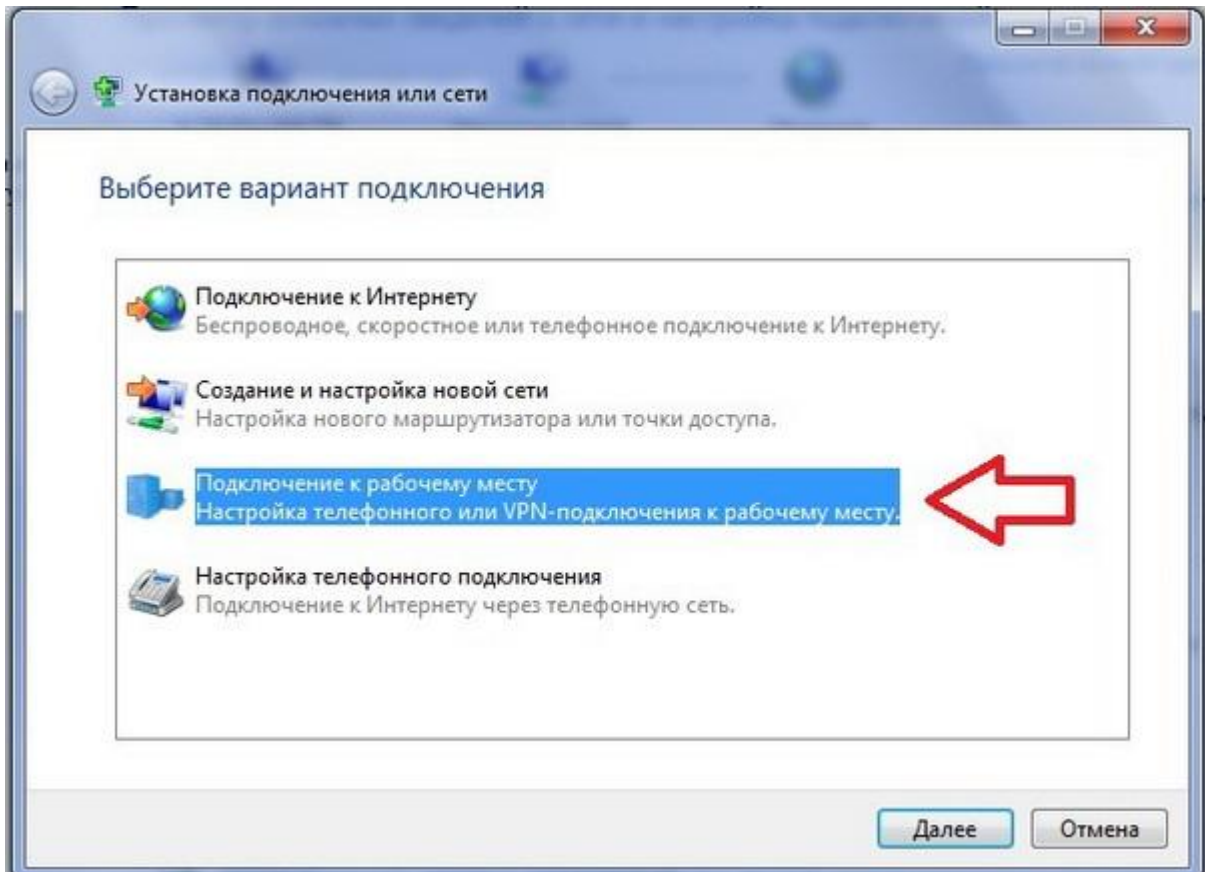 Установка подключения или сети
Выберите вариант подключения
Подключение к Интернету
Беспроводное, скоростное или телефонное подключение к Интернету.
Создание и настройка новой сети
Настройка нового маршрутизатора или точки доступа.
Подключение к рабочему месту
Настройка телефонного или VPN-подключения к рабочему месту.
Настройка телефонного подключения
Подключение к Интернету через телефонную сеть.
Далее
Отмена